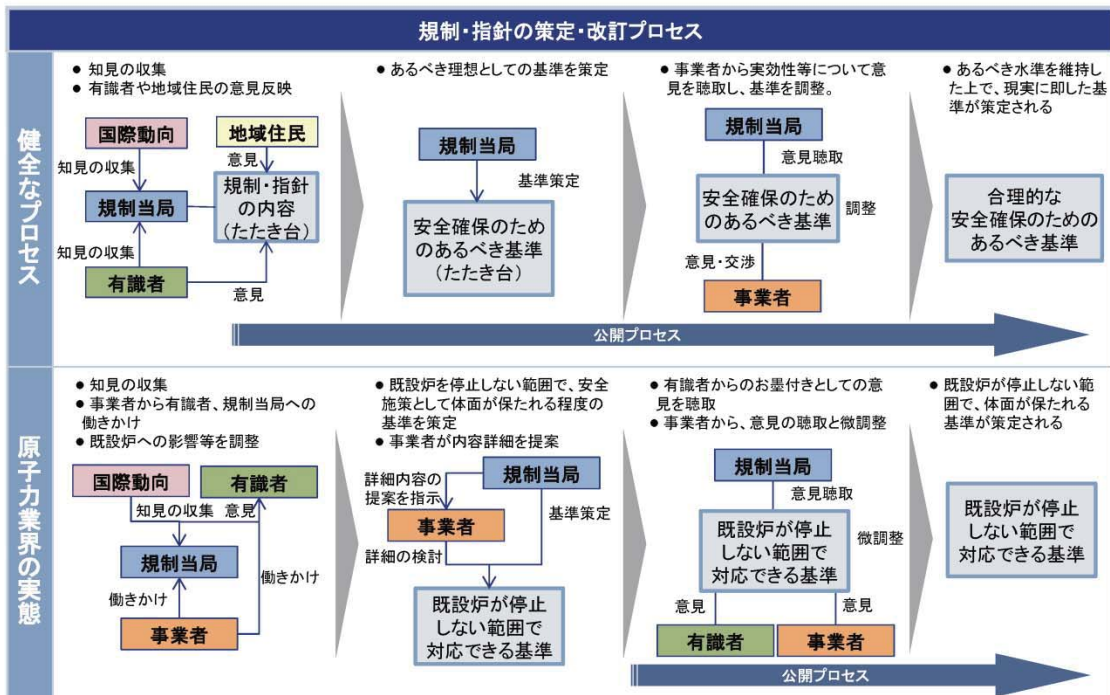 規制・指針の策定・改訂プロセス
健全なプロセス
● 知見の収集
● 有識者や地域住民の意見反映
国際動向
地域住民
知見の収集
意見
規制当局
規制・指針
の内容
(たたき台)
知見の収集
有識者
意見
● あるべき理想としての基準を策定
規制当局
基準策定
安全確保のため
のあるべき基準
(たたき台)
● 事業者から実効性等について意
見を聴取し、基準を調整。
規制当局
意見聴取
安全確保のため
のあるべき基準
調整
意見・交渉
事業者
● あるべき水準を維持し
た上で、現実に即した基
準が策定される
合理的な
安全確保のための
あるべき基準
公開プロセス
原子力業界の実態
● 知見の収集
● 事業者から有識者、規制当局への
働きかけ
● 既設炉への影響等を調整
国際動向
有識者
知見の収集
意見
規制当局
働きかけ
働きかけ
事業者
● 既設炉を停止しない範囲で、安全
施策として体面が保たれる程度の
基準を策定
● 事業者が内容詳細を提案
詳細内容の
提案を指示
規制当局
事業者
基準策定
詳細の検討
既設炉が停止
しない範囲で
対応できる基準
● 有識者からのお墨付きとしての意
見を聴取
● 事業者から、意見の聴取と微調整
規制当局
意見聴取
既設炉が停止
しない範囲で
対応できる基準
微調整
意見
意見
有識者
事業者
● 既設炉が停止しない範
囲で、体面が保たれる
基準が策定される
既設炉が停止
しない範囲で
対応できる基準
公開プロセス